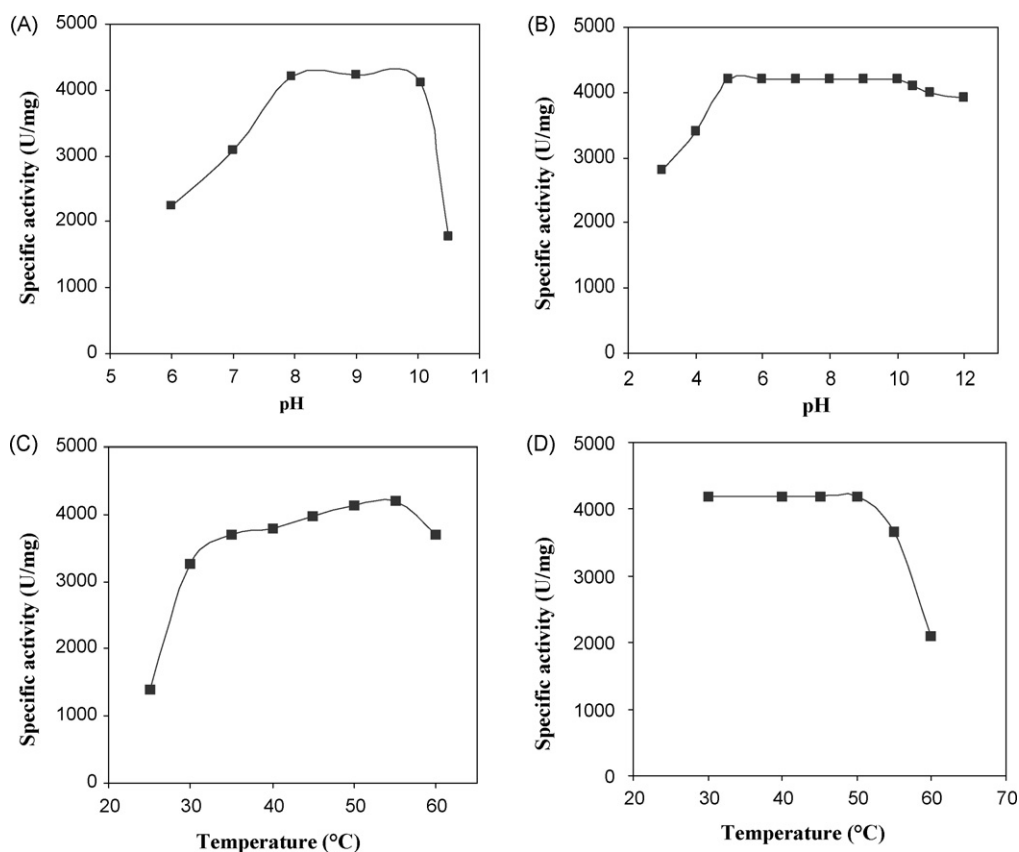 (A)
Specific activity (U/mg)
5000
4000
3000
2000
1000
0
5 6 7 8 9 10 11
pH
(B)
Specific activity (U/mg)
5000
4000
3000
2000
1000
0
2 4 6 8 10 12
pH
(C)
Specific activity (U/mg)
5000
4000
3000
2000
1000
0
20 30 40 50 60
Temperature (°C)
(D)
Specific activity (U/mg)
5000
4000
3000
2000
1000
0
20 30 40 50 60 70
Temperature (°C)